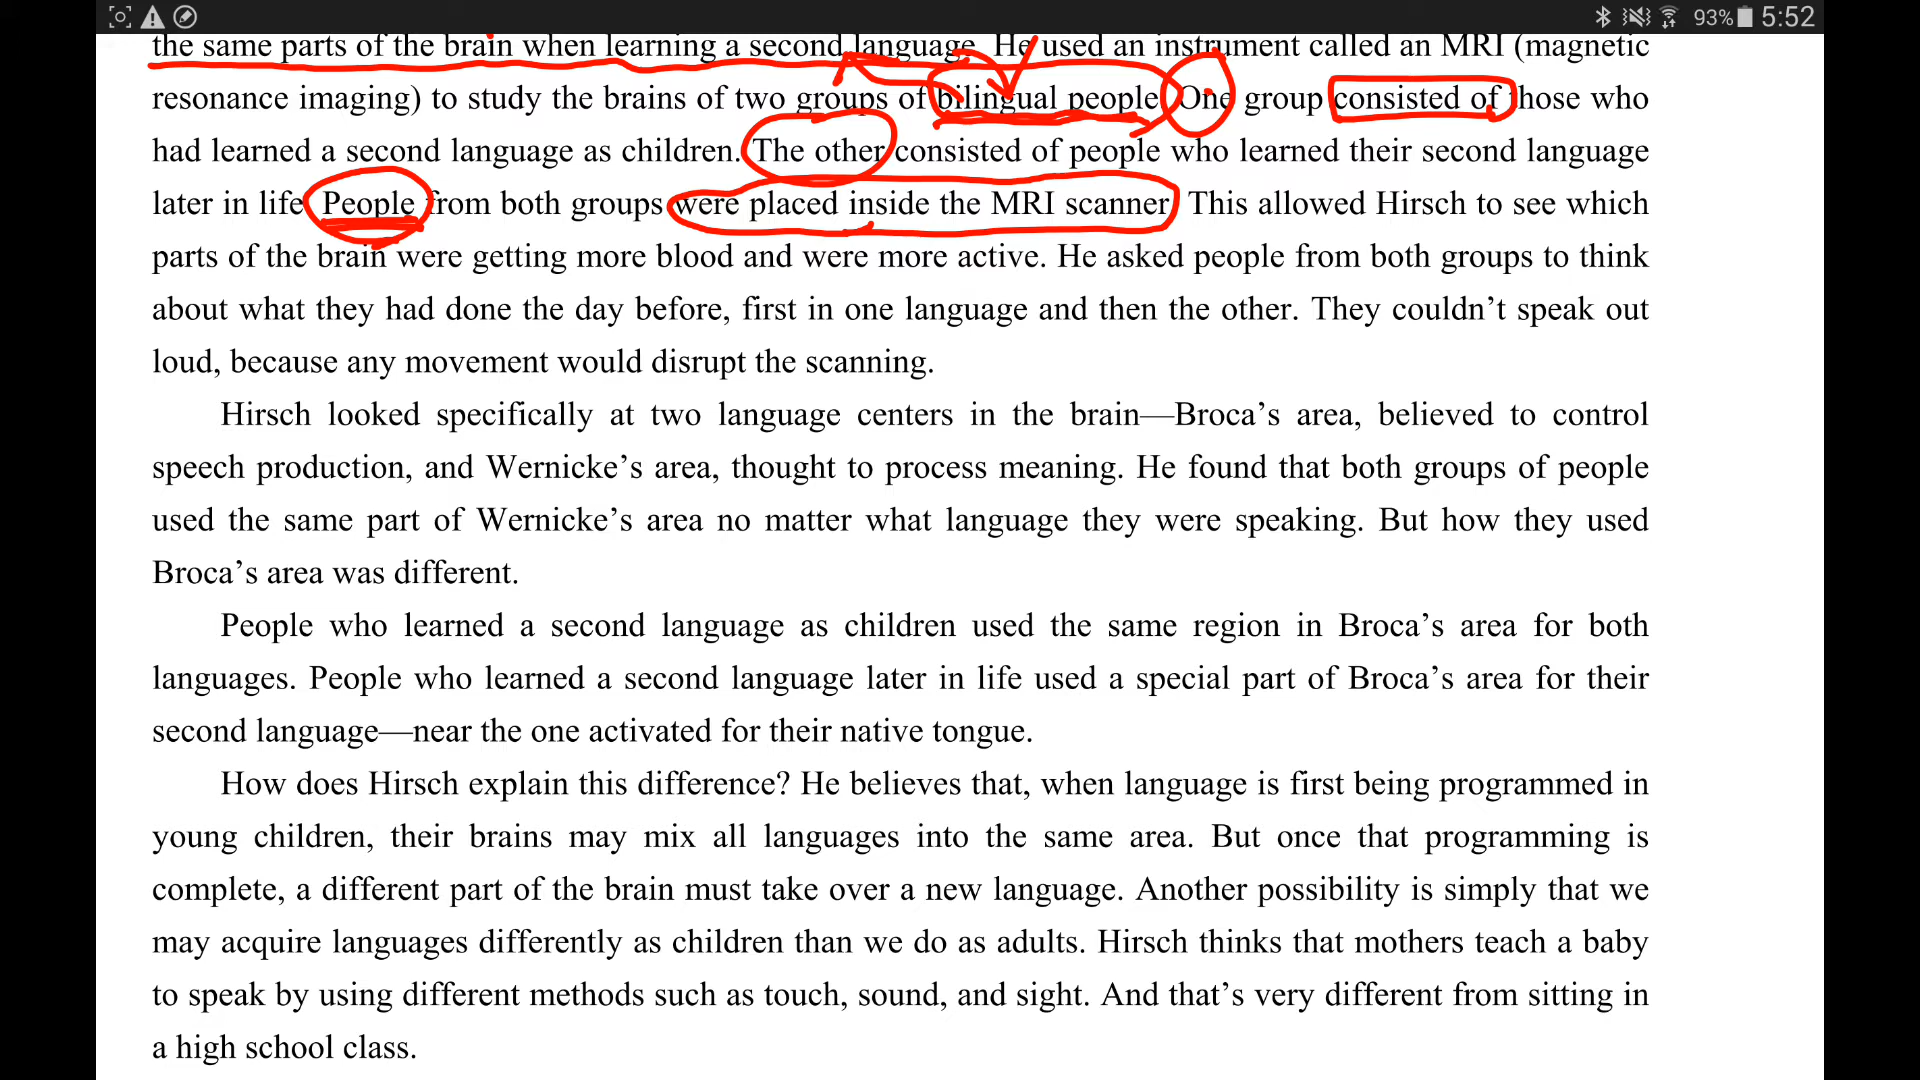 93% 5:52
the same parts of the brain when learning a second language. He used an instrument called an MRI (magnetic
resonance imaging) to study the brains of two groups of bilingual people One group consisted of those who
had learned a second language as children. The other consisted of people who learned their second language
later in life People from both groups were placed inside the MRI scanner This allowed Hirsch to see which
parts of the brain were getting more blood and were more active. He asked people from both groups to think
about what they had done the day before, first in one language and then the other. They couldn’t speak out
loud, because any movement would disrupt the scanning.
Hirsch looked specifically at two language centers in the brain—Broca’s area, believed to control
speech production, and Wernicke’s area, thought to process meaning. He found that both groups of people
used the same part of Wernicke’s area no matter what language they were speaking. But how they used
Broca’s area was different.
People who learned a second language as children used the same region in Broca’s area for both
languages. People who learned a second language later in life used a special part of Broca’s area for their
second language—near the one activated for their native tongue.
How does Hirsch explain this difference? He believes that, when language is first being programmed in
young children, their brains may mix all languages into the same area. But once that programming is
complete, a different part of the brain must take over a new language. Another possibility is simply that we
may acquire languages differently as children than we do as adults. Hirsch thinks that mothers teach a baby
to speak by using different methods such as touch, sound, and sight. And that’s very different from sitting in
a high school class.